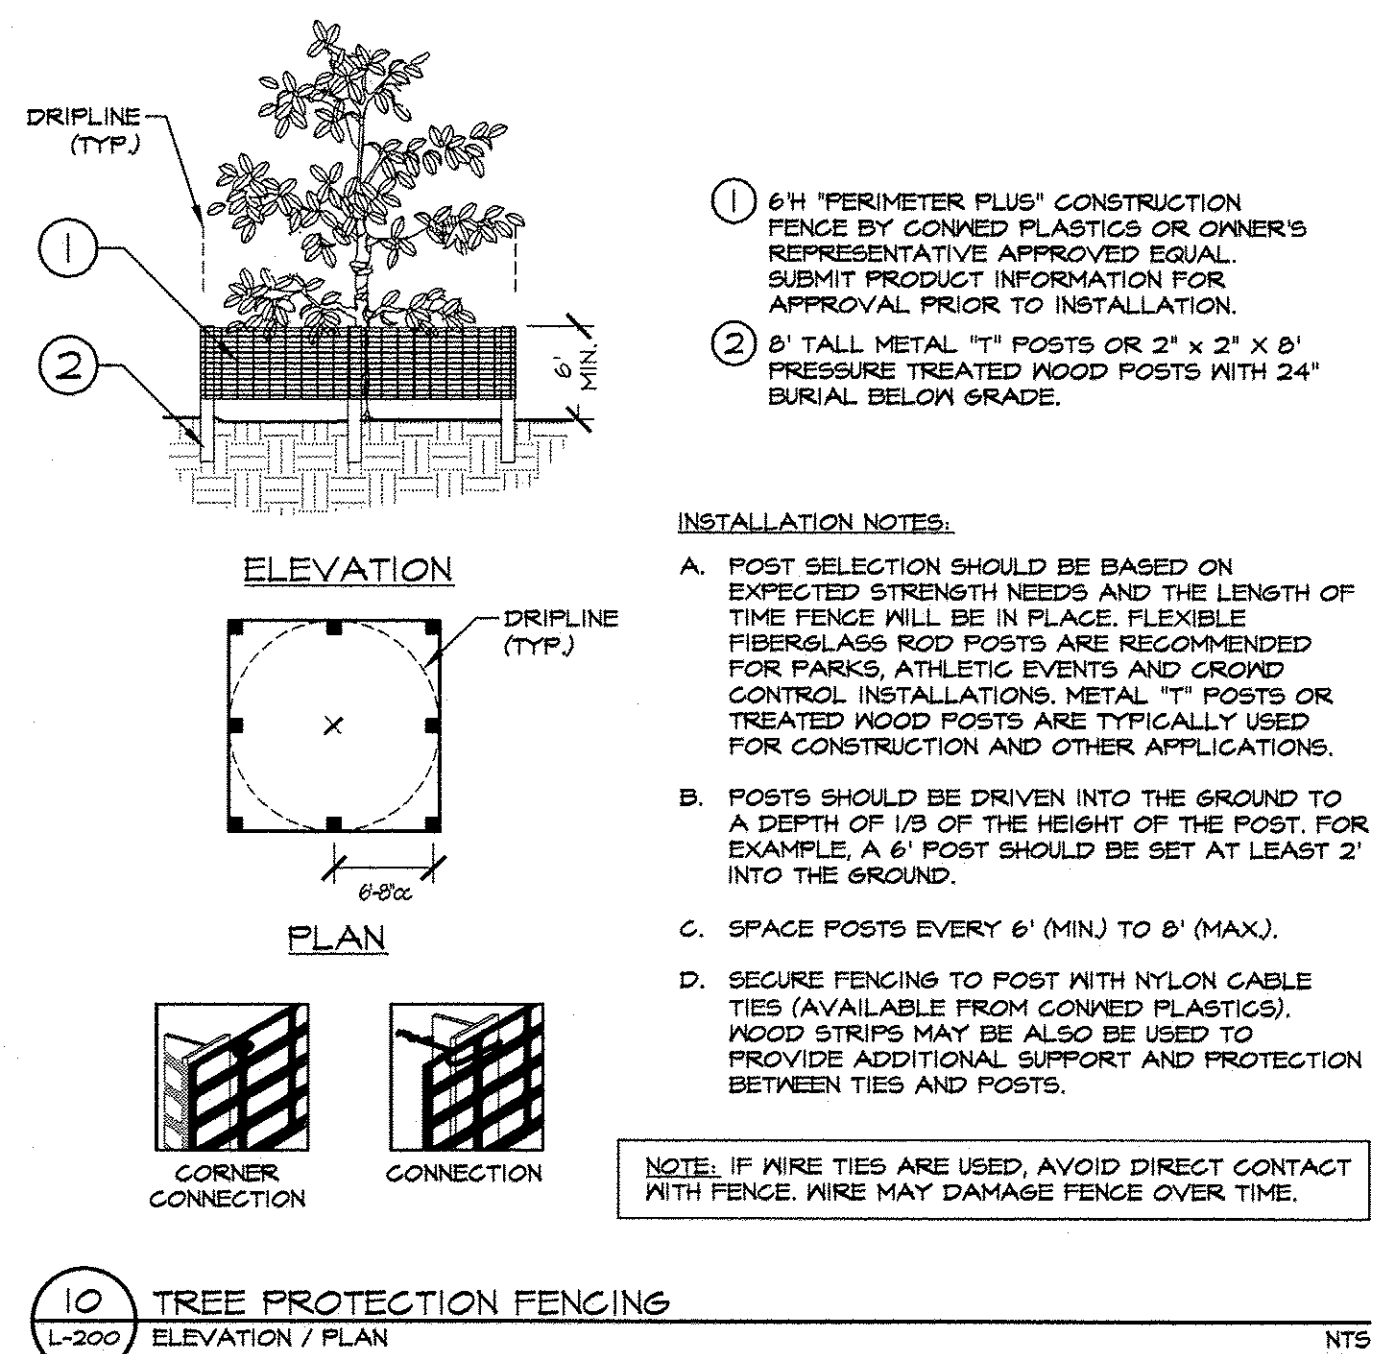 DRIPLINE
(TYP.)
1
2
6'
MIN.
1 6'H "PERIMETER PLUS" CONSTRUCTION
FENCE BY CONWED PLASTICS OR OWNER'S
REPRESENTATIVE APPROVED EQUAL.
SUBMIT PRODUCT INFORMATION FOR
APPROVAL PRIOR TO INSTALLATION.
2 8' TALL METAL "T" POSTS OR 2" x 2" X 8'
PRESSURE TREATED WOOD POSTS WITH 24"
BURIAL BELOW GRADE.
ELEVATION
DRIPLINE
(TYP.)
6'-8"oc
PLAN
CORNER
CONNECTION
CONNECTION
INSTALLATION NOTES:
A. POST SELECTION SHOULD BE BASED ON
EXPECTED STRENGTH NEEDS AND THE LENGTH OF
TIME FENCE WILL BE IN PLACE. FLEXIBLE
FIBERGLASS ROD POSTS ARE RECOMMENDED
FOR PARKS, ATHLETIC EVENTS AND CROWD
CONTROL INSTALLATIONS. METAL "T" POSTS OR
TREATED WOOD POSTS ARE TYPICALLY USED
FOR CONSTRUCTION AND OTHER APPLICATIONS.
B. POSTS SHOULD BE DRIVEN INTO THE GROUND TO
A DEPTH OF 1/3 OF THE HEIGHT OF THE POST. FOR
EXAMPLE, A 6' POST SHOULD BE SET AT LEAST 2'
INTO THE GROUND.
C. SPACE POSTS EVERY 6' (MIN.) TO 8' (MAX.).
D. SECURE FENCING TO POST WITH NYLON CABLE
TIES (AVAILABLE FROM CONWED PLASTICS).
WOOD STRIPS MAY BE ALSO BE USED TO
PROVIDE ADDITIONAL SUPPORT AND PROTECTION
BETWEEN TIES AND POSTS.
NOTE: IF WIRE TIES ARE USED, AVOID DIRECT CONTACT
WITH FENCE. WIRE MAY DAMAGE FENCE OVER TIME.
10 TREE PROTECTION FENCING
L-200 ELEVATION / PLAN NTS